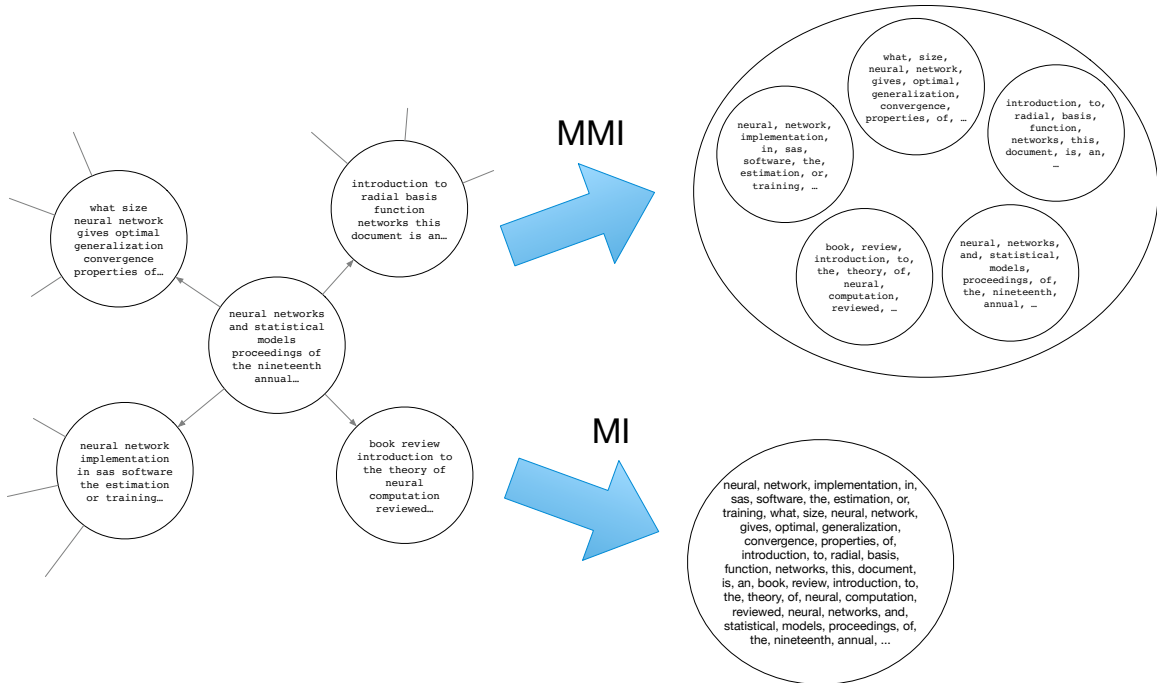 what size
neural network
gives optimal
generalization
convergence
properties of…
introduction to
radial basis
function
networks this
document is an…
neural networks
and statistical
models
proceedings of
the nineteenth
annual…
neural network
implementation
in sas software
the estimation
or training…
book review
introduction to
the theory of
neural
computation
reviewed…
MMI
what, size,
neural, network,
gives, optimal,
generalization,
convergence,
properties, of, …
neural, network,
implementation,
in, sas,
software, the,
estimation, or,
training, …
introduction, to,
radial, basis,
function,
networks, this,
document, is, an,
…
book, review,
introduction, to,
the, theory, of,
neural,
computation,
reviewed, …
neural, networks,
and, statistical,
models,
proceedings, of,
the, nineteenth,
annual, …
MI
neural, network, implementation, in,
sas, software, the, estimation, or,
training, what, size, neural, network,
gives, optimal, generalization,
convergence, properties, of,
introduction, to, radial, basis,
function, networks, this, document,
is, an, book, review, introduction, to,
the, theory, of, neural, computation,
reviewed, neural, networks, and,
statistical, models, proceedings, of,
the, nineteenth, annual, ...